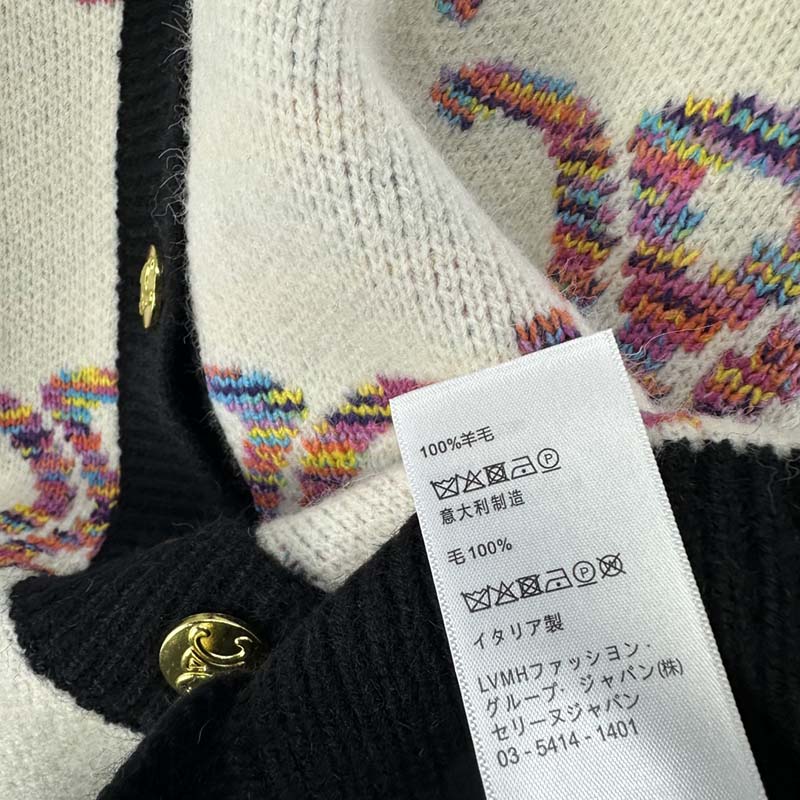 100%羊毛
意大利制造
毛100%
イタリア製
LVMHファッション・
グループ・ジャパン(株)
セリーヌジャパン
03 - 5414 - 1401